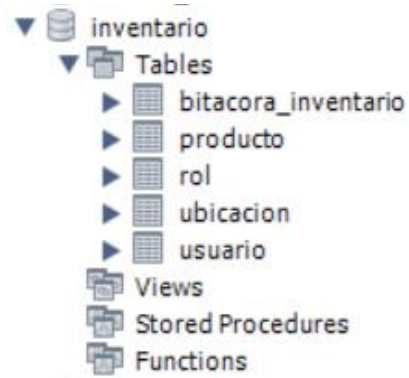 inventario
Tables
bitacora_inventario
producto
rol
ubicacion
usuario
Views
Stored Procedures
Functions